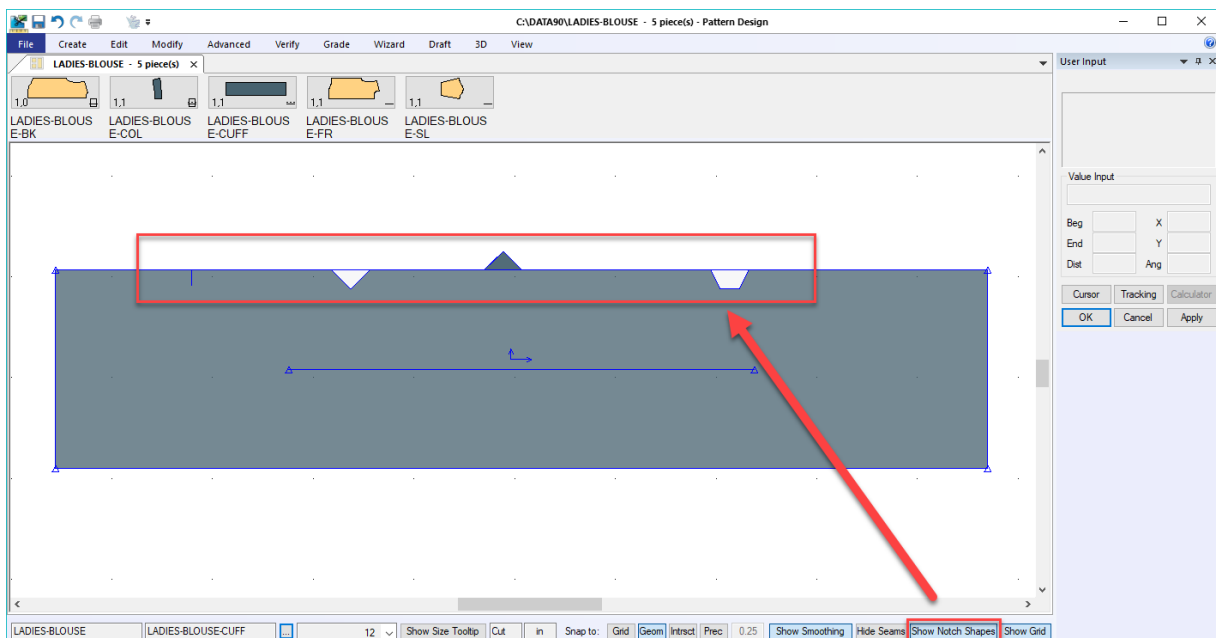 C:\DATA90\LADIES-BLOUSE - 5 piece(s) - Pattern Design
File Create Edit Modify Advanced Verify Grade Wizard Draft 3D View
LADIES-BLOUSE - 5 piece(s)
User Input
1,0 1,1 1,1 1,1 1,1
LADIES-BLOUS LADIES-BLOUS LADIES-BLOUS LADIES-BLOUS LADIES-BLOUS
E-BK E-COL E-CUFF E-FR E-SL
Value Input
Beg X
End Y
Dist Ang
Cursor Tracking Calculator
OK Cancel Apply
LADIES-BLOUSE LADIES-BLOUSE-CUFF ... 12 Show Size Tooltip Cut in Snap to: Grid Geom Intrsct Prec 0.25 Show Smoothing Hide Seams Show Notch Shapes Show Grid